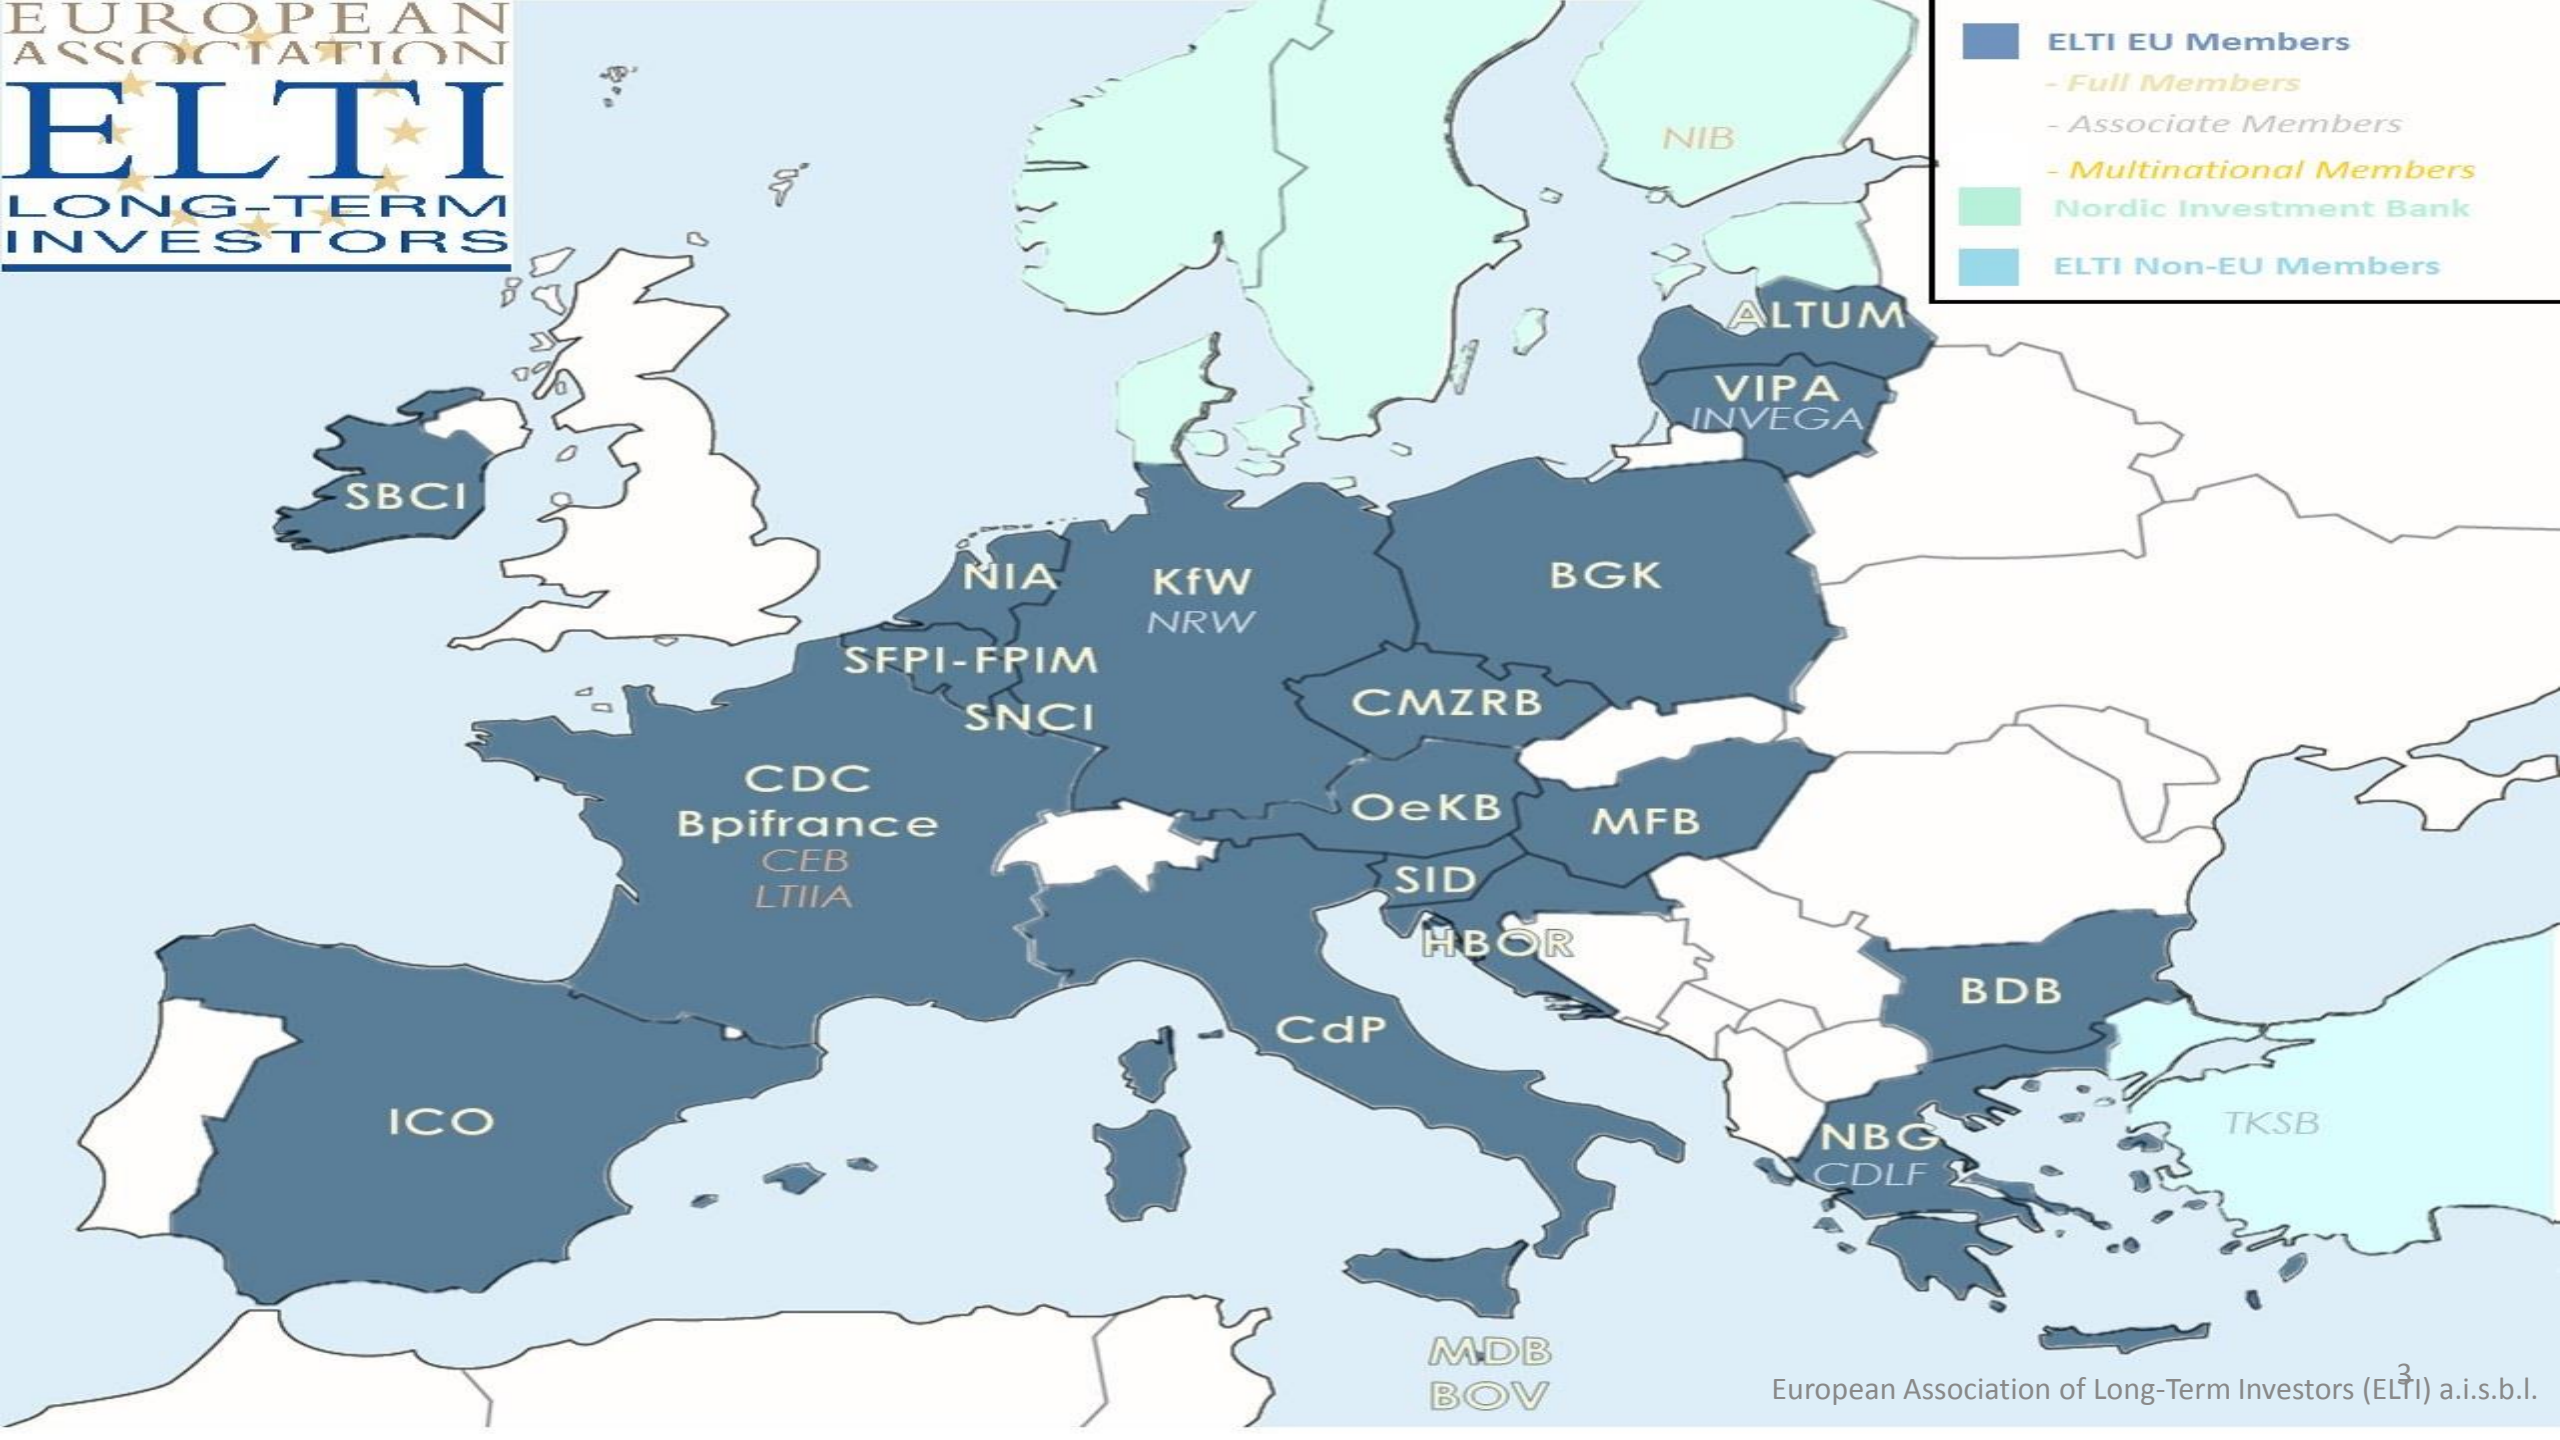 EUROPEAN
ASSOCIATION
ELTI
LONG-TERM
INVESTORS
ELTI EU Members
- Full Members
- Associate Members
- Multinational Members
Nordic Investment Bank
ELTI Non-EU Members
NIB
ALTUM
VIPA
INVEGA
SBCI
NIA
KfW
NRW
BGK
SFPI-FPIM
SNCI
CMZRB
CDC
Bpifrance
CEB
LTIIA
OeKB
MFB
SID
HBOR
BDB
CdP
ICO
NBG
CDLF
TKSB
MDB
BOV
3
European Association of Long-Term Investors (ELTI) a.i.s.b.l.